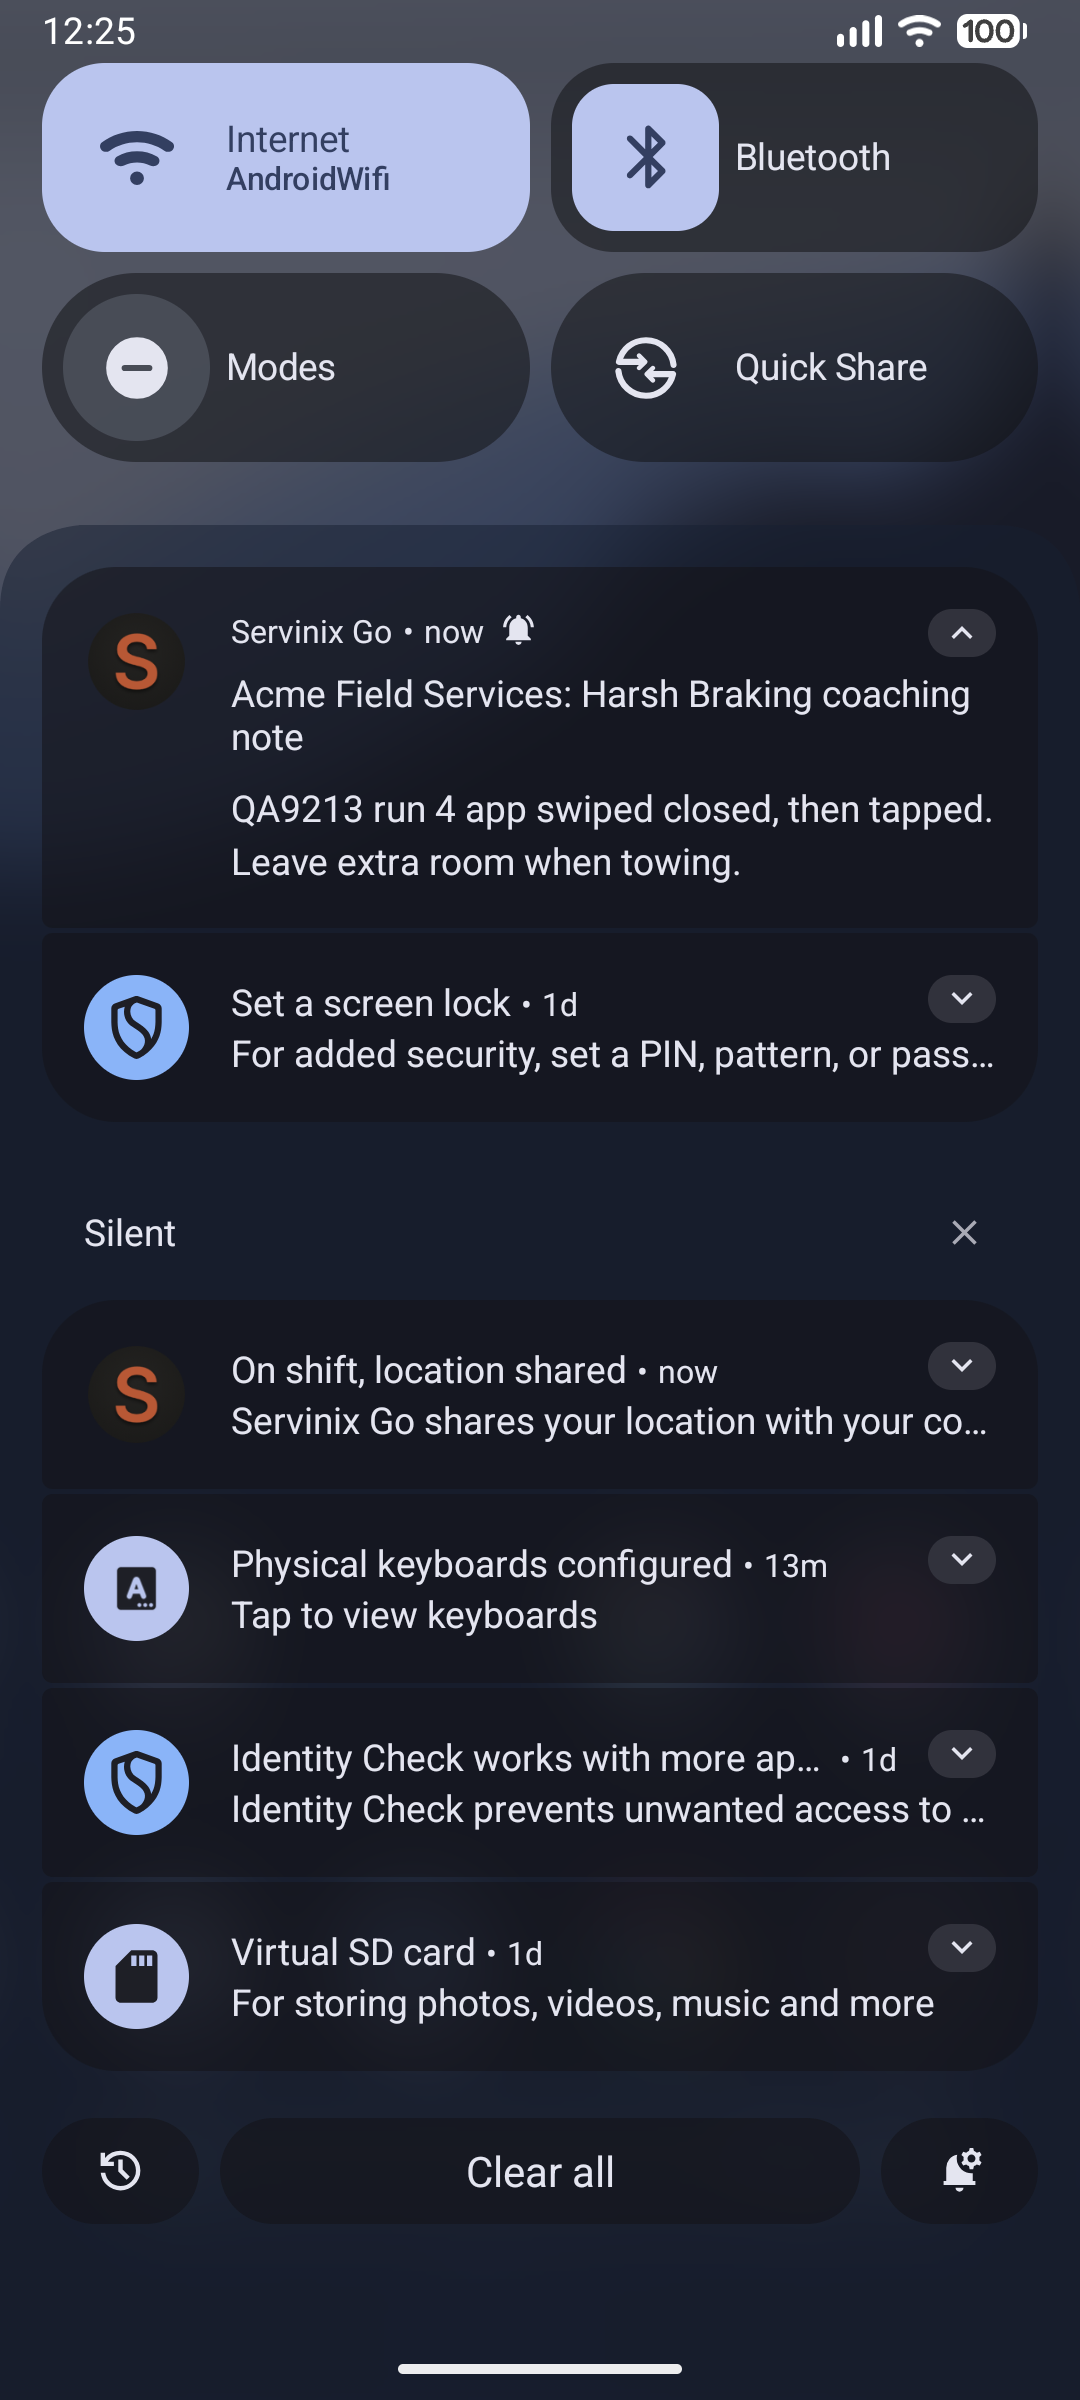 12:25
100
Internet
AndroidWifi
Bluetooth
Modes
Quick Share
S
Servinix Go • now
Acme Field Services: Harsh Braking coaching
note
QA9213 run 4 app swiped closed, then tapped.
Leave extra room when towing.
Set a screen lock • 1d
For added security, set a PIN, pattern, or pass…
Silent
S
On shift, location shared • now
Servinix Go shares your location with your co…
A
Physical keyboards configured • 13m
Tap to view keyboards
Identity Check works with more ap… • 1d
Identity Check prevents unwanted access to …
Virtual SD card • 1d
For storing photos, videos, music and more
Clear all